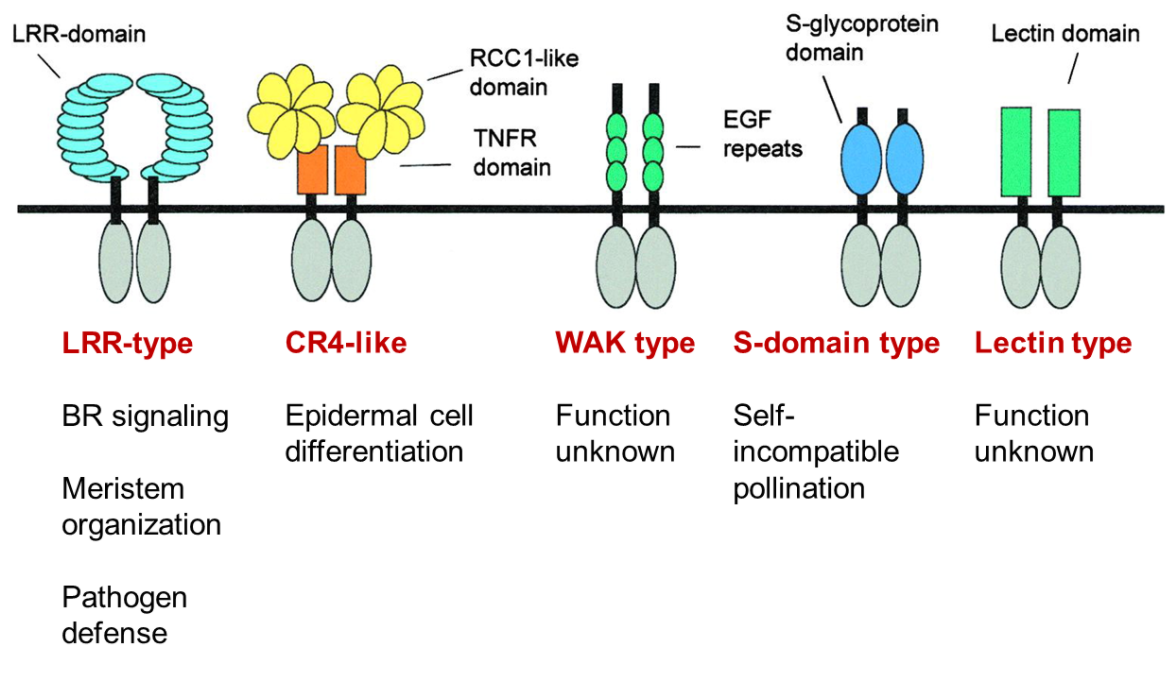 LRR-domain
RCC1-like
domain
TNFR
domain
EGF
repeats
S-glycoprotein
domain
Lectin domain
LRR-type
CR4-like
WAK type
S-domain type
Lectin type
BR signaling
Meristem
organization
Pathogen
defense
Epidermal cell
differentiation
Function
unknown
Self-
incompatible
pollination
Function
unknown